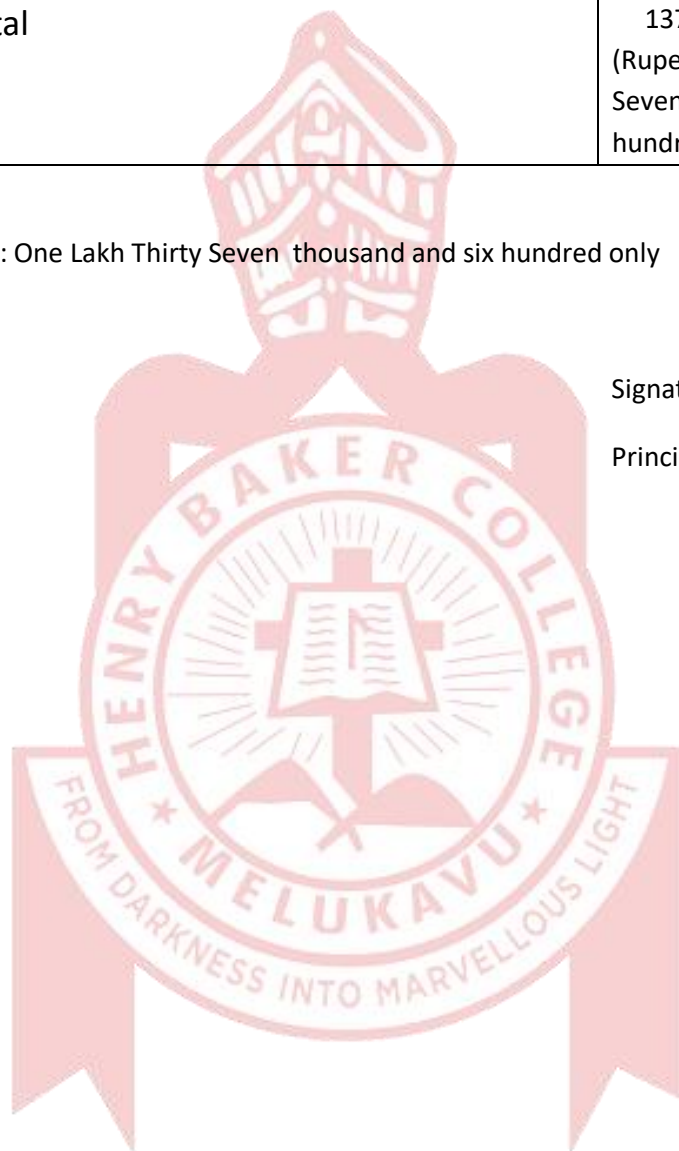 tal
137
(Rupe
Seven
hundr
: One Lakh Thirty Seven  thousand and six hundred only
Signat
Princi
HENRY BAKER COLLEGE
* MELUKAVU *
FROM DARKNESS INTO MARVELLOUS LIGHT